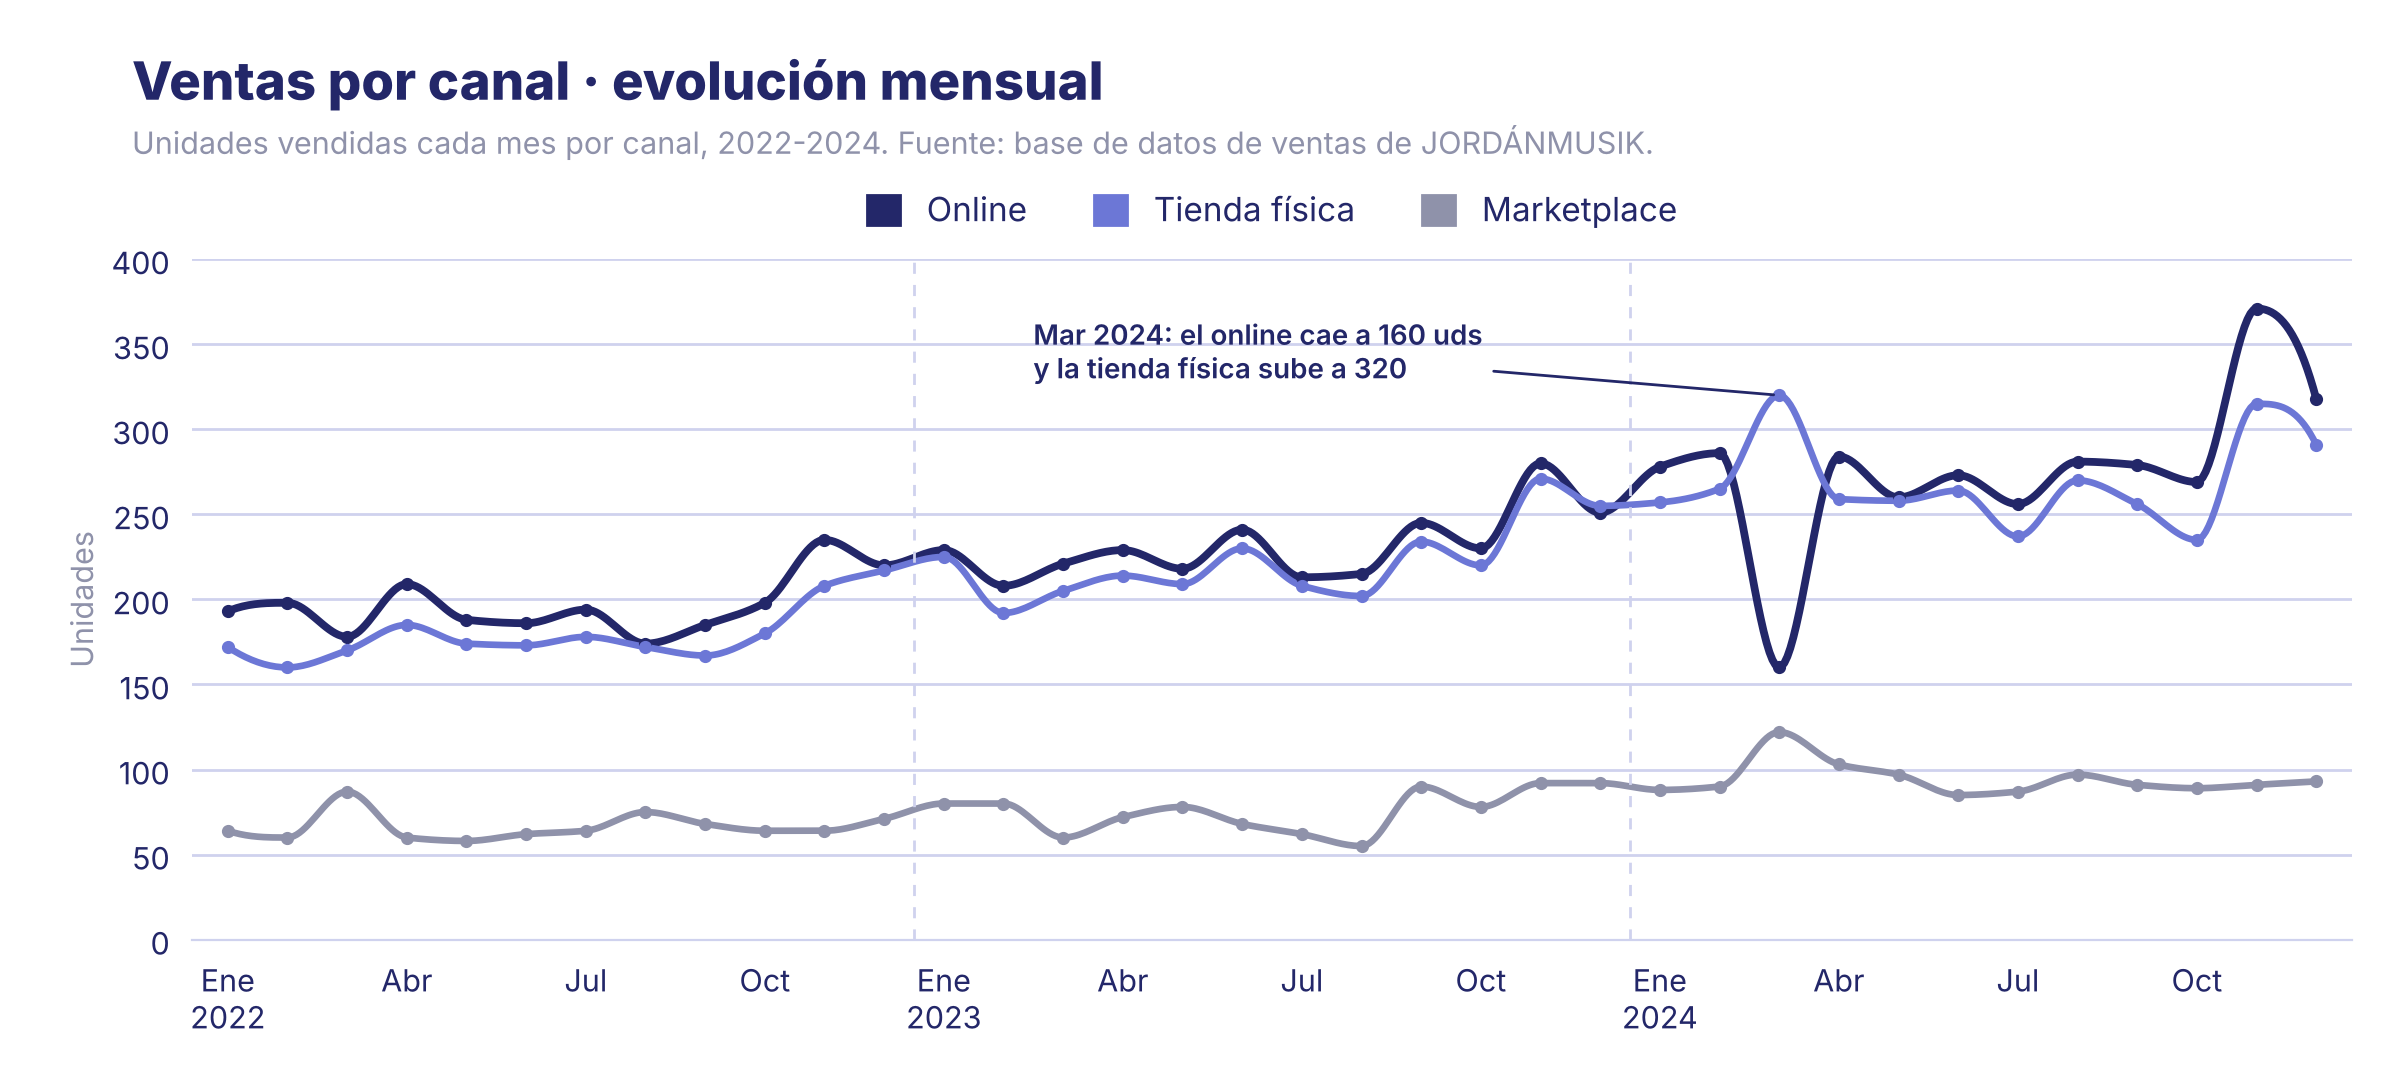 Ventas por canal · evolución mensual
Unidades vendidas cada mes por canal, 2022-2024. Fuente: base de datos de ventas de JORDÁNMUSIK.
Online Tienda física Marketplace
400
350
300
250
200
150
100
50
0
Unidades
Mar 2024: el online cae a 160 uds
y la tienda física sube a 320
Ene Abr Jul Oct Ene Abr Jul Oct Ene Abr Jul Oct
2022 2023 2024